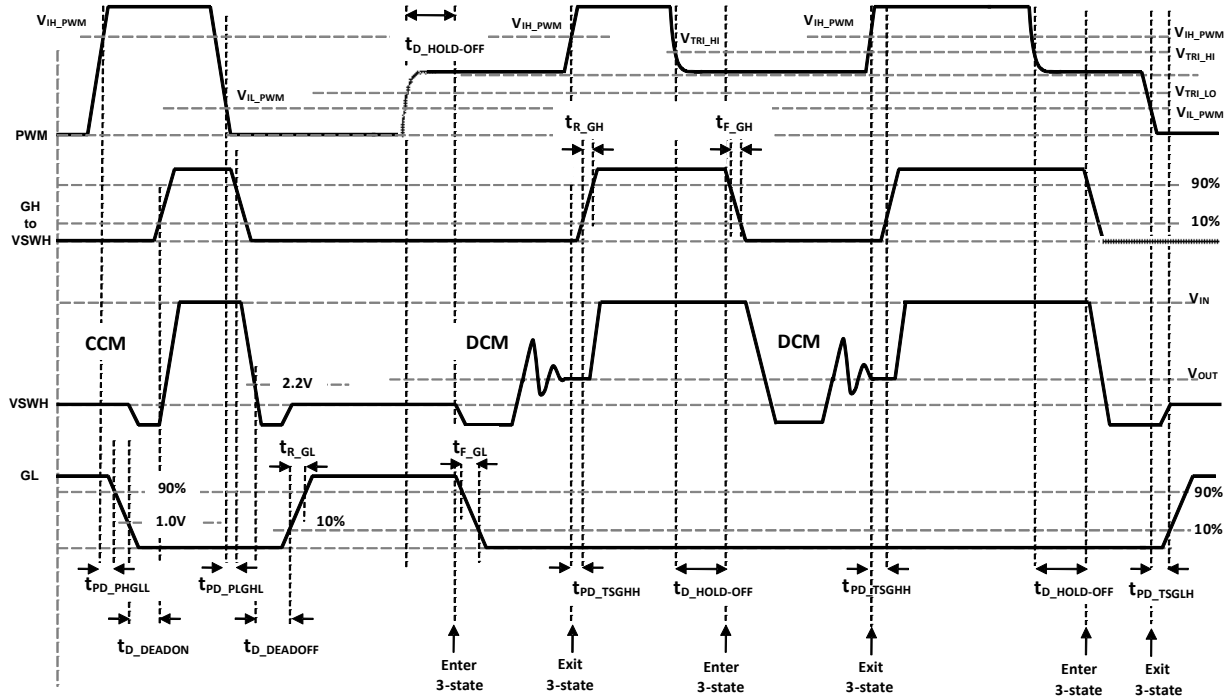 VIH_PWM
tD_HOLD-OFF
VIH_PWM
VTRI_HI
VIH_PWM
VIH_PWM
VTRI_HI
VTRI_LO
VIL_PWM
VIL_PWM
PWM
tR_GH
tF_GH
90%
GH
to
VSWH
10%
VIN
CCM
DCM
DCM
2.2V
VOUT
VSWH
tR_GL
tF_GL
GL
90%
90%
1.0V
10%
10%
tPD_PHGLL
tPD_PLGHL
tPD_TSGHH
tD_HOLD-OFF
tPD_TSGHH
tD_HOLD-OFF
tPD_TSGLH
tD_DEADON
tD_DEADOFF
Enter
3-state
Exit
3-state
Enter
3-state
Exit
3-state
Enter
3-state
Exit
3-state